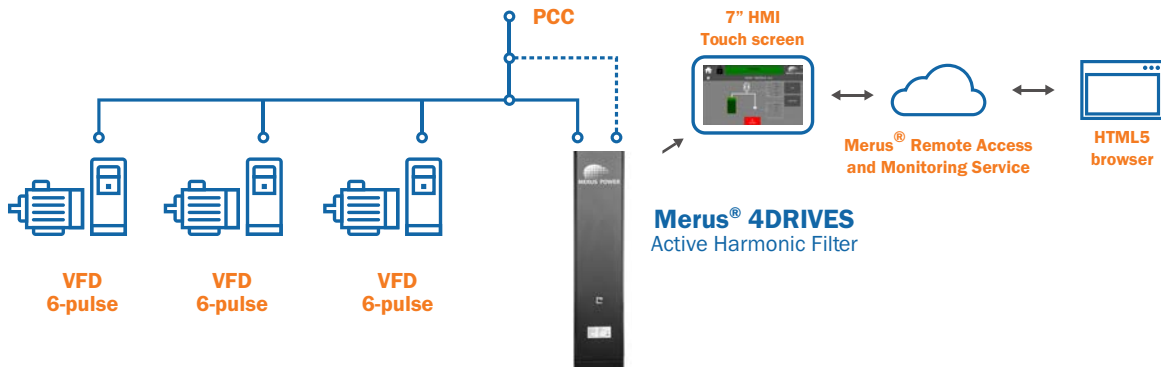 PCC
7” HMI
Touch screen
Merus® Remote Access
and Monitoring Service
HTML5
browser
MERUS POWER
Merus® 4DRIVES
Active Harmonic Filter
VFD
6-pulse
VFD
6-pulse
VFD
6-pulse